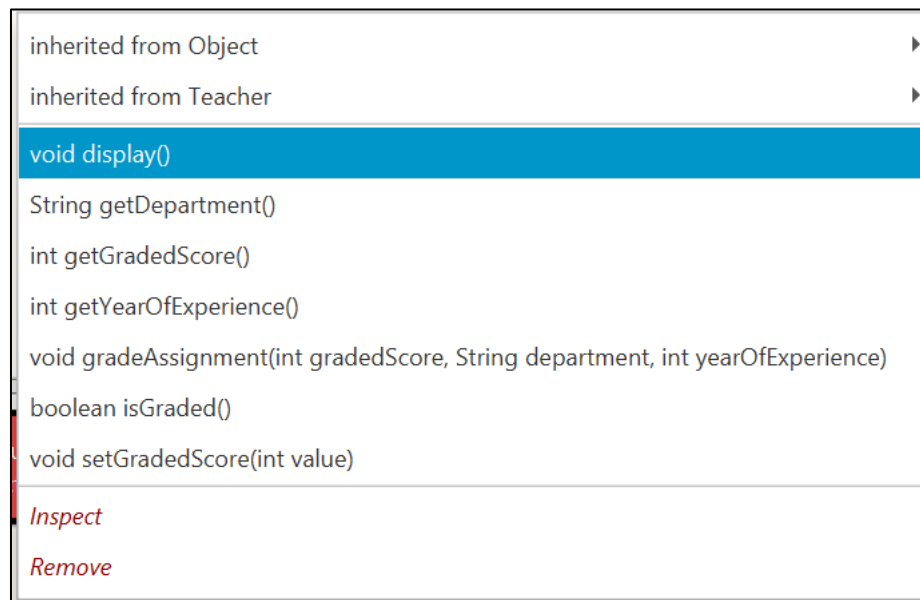 inherited from Object
inherited from Teacher
void display()
String getDepartment()
int getGradedScore()
int getYearOfExperience()
void gradeAssignment(int gradedScore, String department, int yearOfExperience)
boolean isGraded()
void setGradedScore(int value)
Inspect
Remove